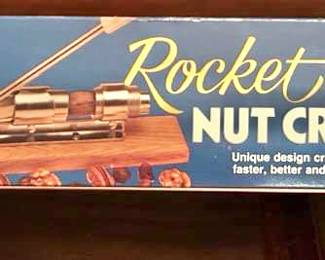 Rocket
NUT CR
Unique design cr
faster, better and